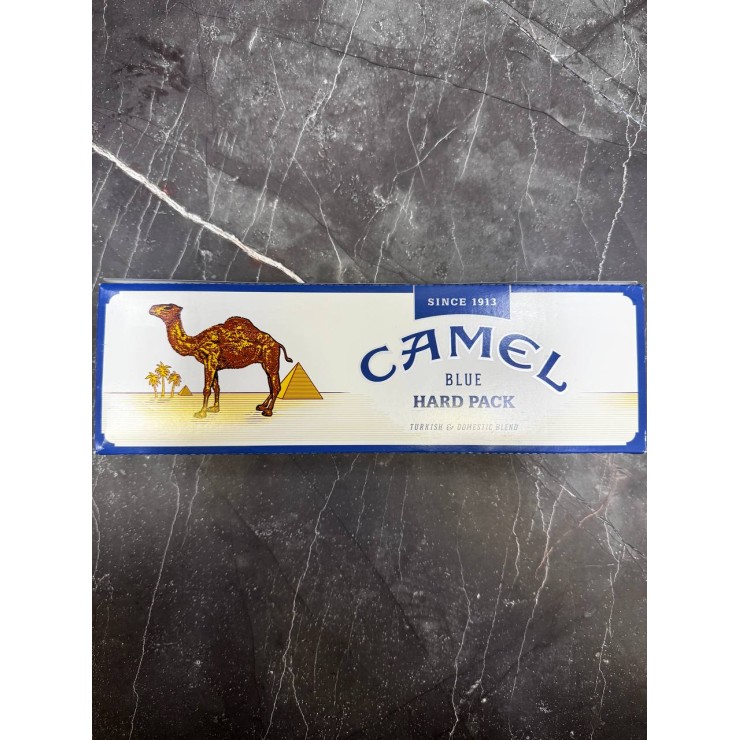 SINCE 1913
CAMEL
BLUE
HARD PACK
TURKISH & DOMESTIC BLEND